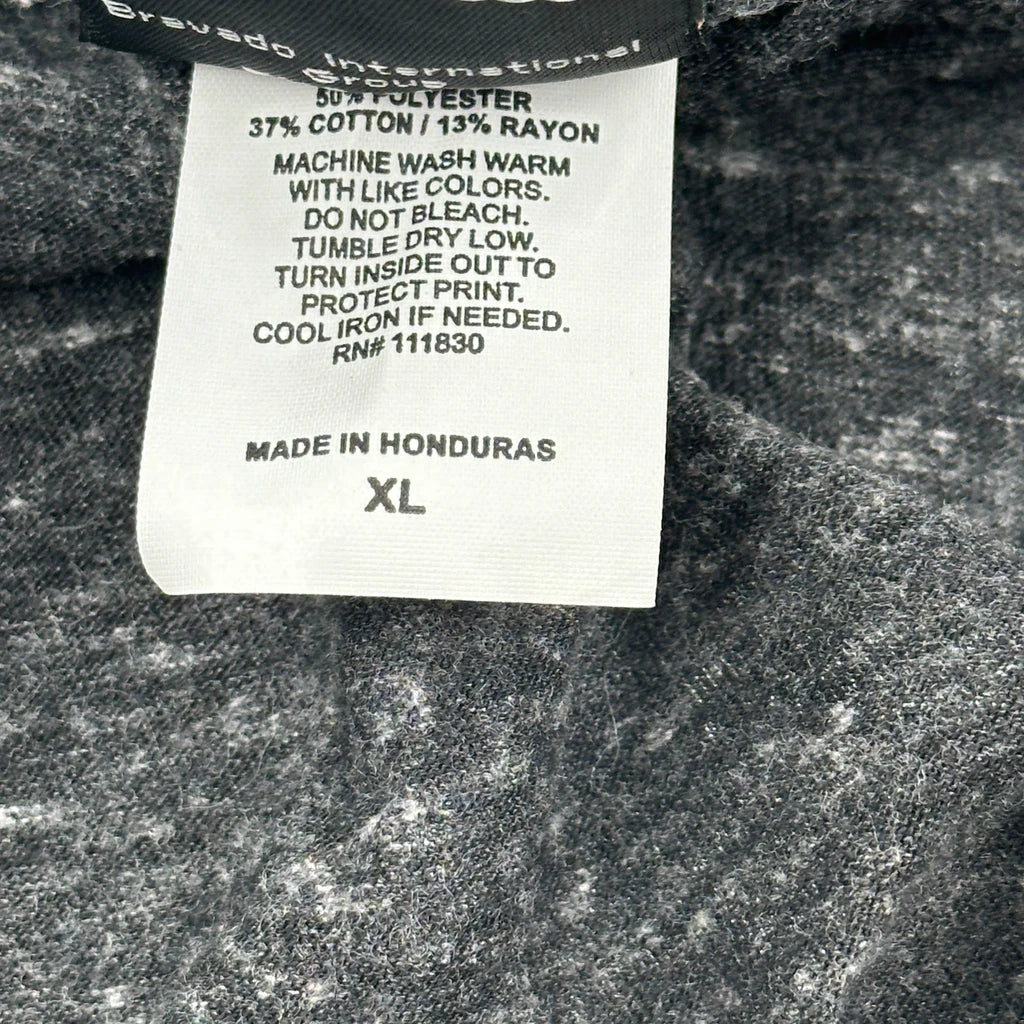 Bravado International
Group
50% POLYESTER
37% COTTON / 13% RAYON
MACHINE WASH WARM
WITH LIKE COLORS.
DO NOT BLEACH.
TUMBLE DRY LOW.
TURN INSIDE OUT TO
PROTECT PRINT.
COOL IRON IF NEEDED.
RN# 111830
MADE IN HONDURAS
XL